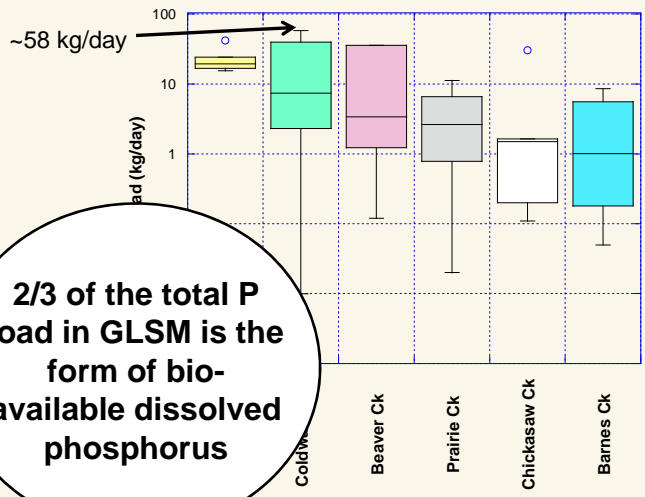 ~58 kg/day
100
10
1
ad (kg/day)
2/3 of the total P
oad in GLSM is the
form of bio-
available dissolved
phosphorus
Beaver Ck
Prairie Ck
Chickasaw Ck
Barnes Ck